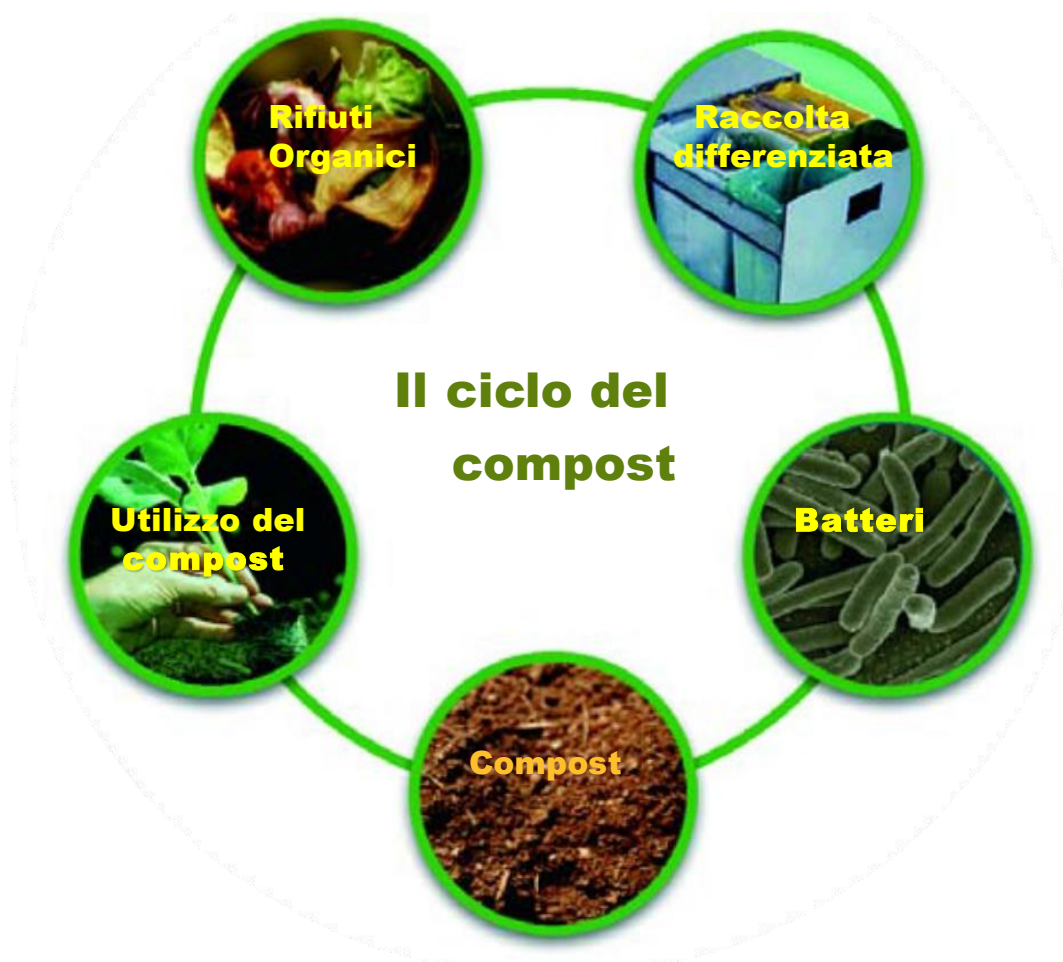 Rifiuti
Organici
Raccolta
differenziata
Il ciclo del
compost
Utilizzo del
compost
Batteri
Compost